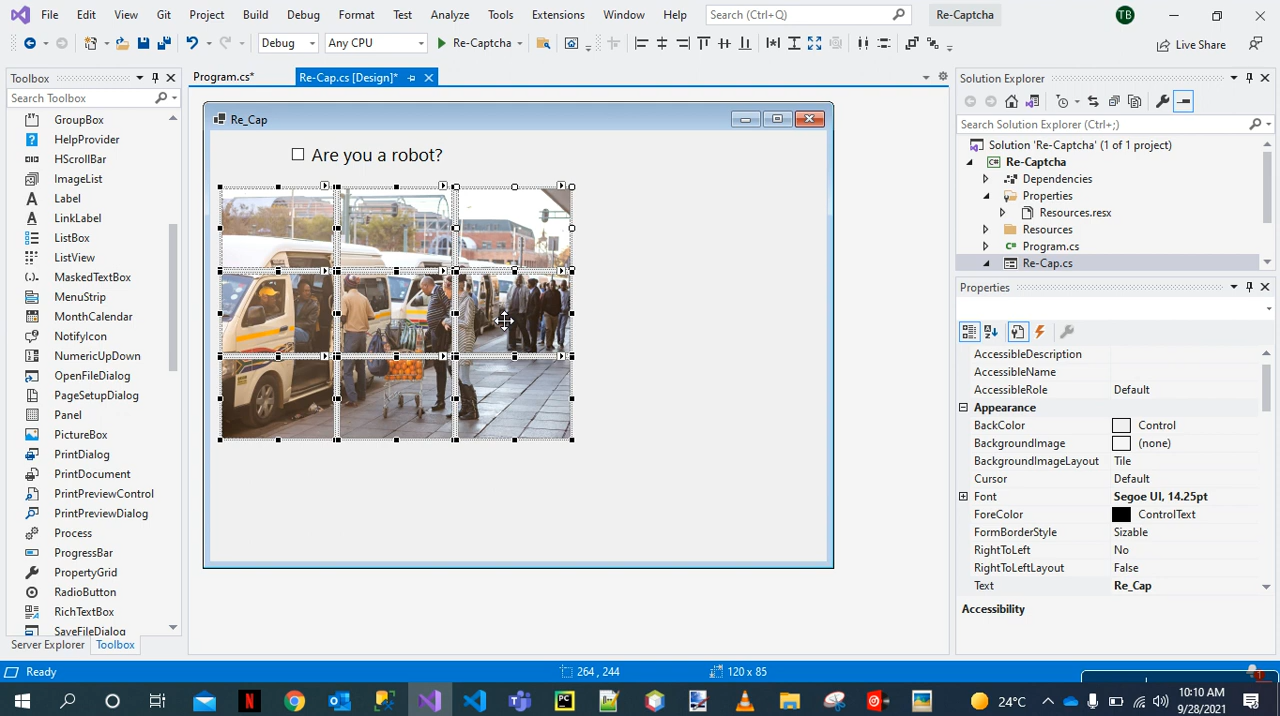 File Edit View Git Project Build Debug Format Test Analyze Tools Extensions Window Help Search (Ctrl+Q) Re-Captcha TB
Debug Any CPU Re-Captcha Live Share
Toolbox
Search Toolbox
GroupBox
HelpProvider
HScrollBar
ImageList
Label
LinkLabel
ListBox
ListView
MaskedTextBox
MenuStrip
MonthCalendar
NotifyIcon
NumericUpDown
OpenFileDialog
PageSetupDialog
Panel
PictureBox
PrintDialog
PrintDocument
PrintPreviewControl
PrintPreviewDialog
Process
ProgressBar
PropertyGrid
RadioButton
RichTextBox
SaveFileDialog
Server Explorer Toolbox
Program.cs* Re-Cap.cs [Design]*
Re_Cap
Are you a robot?
Solution Explorer
Search Solution Explorer (Ctrl+;)
Solution 'Re-Captcha' (1 of 1 project)
Re-Captcha
Dependencies
Properties
Resources.resx
Resources
Program.cs
Re-Cap.cs
Properties
AccessibleDescription
AccessibleName
AccessibleRole Default
Appearance
BackColor Control
BackgroundImage (none)
BackgroundImageLayout Tile
Cursor Default
Font Segoe UI, 14.25pt
ForeColor ControlText
FormBorderStyle Sizable
RightToLeft No
RightToLeftLayout False
Text Re_Cap
Accessibility
Ready 264 , 244 120 x 85
24°C 10:10 AM
9/28/2021